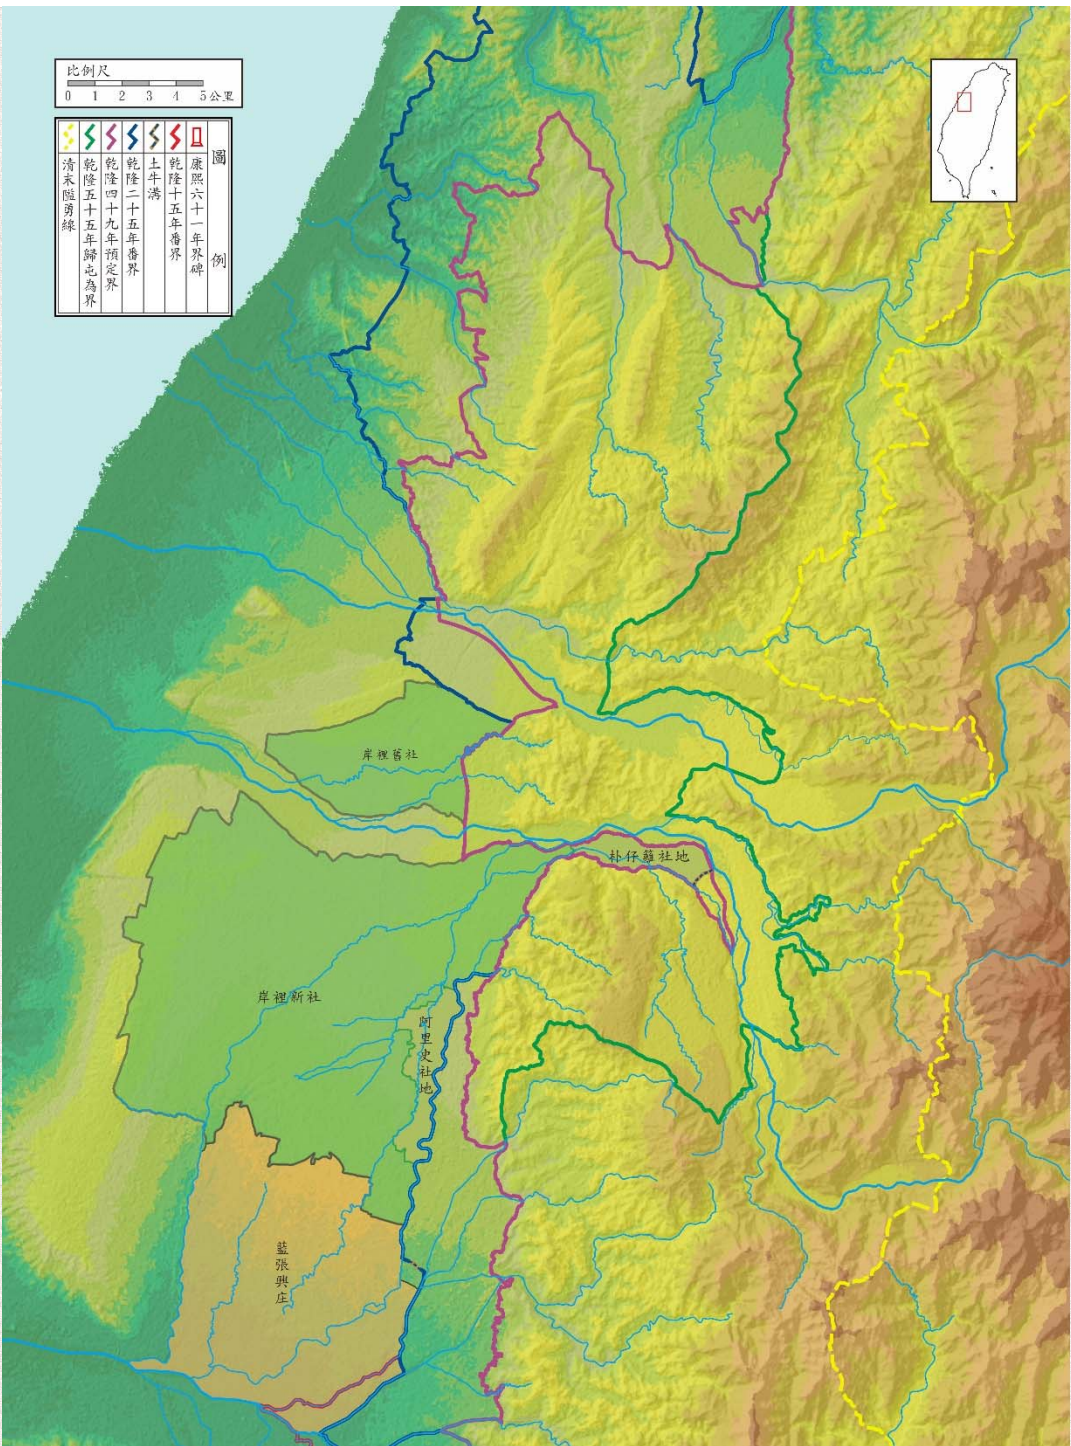 比例尺
0 1 2 3 4 5公里
圖例
康熙六十一年界碑
乾隆十五年番界
土牛溝
乾隆二十五年番界
乾隆四十九年預定界
乾隆五十五年歸屯為界
清末隘勇線
岸裡舊社
朴仔籬社地
岸裡新社
阿里史社地
藍張興庄